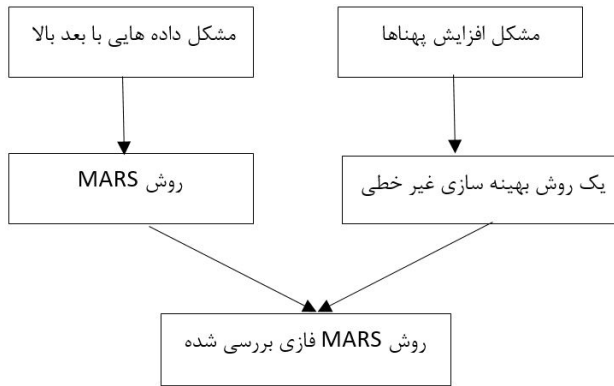 مشکل افزایش پهناها
مشکل داده هایی با بعد بالا
یک روش بهینه سازی غیر خطی
روش MARS
روش MARS فازی بررسی شده